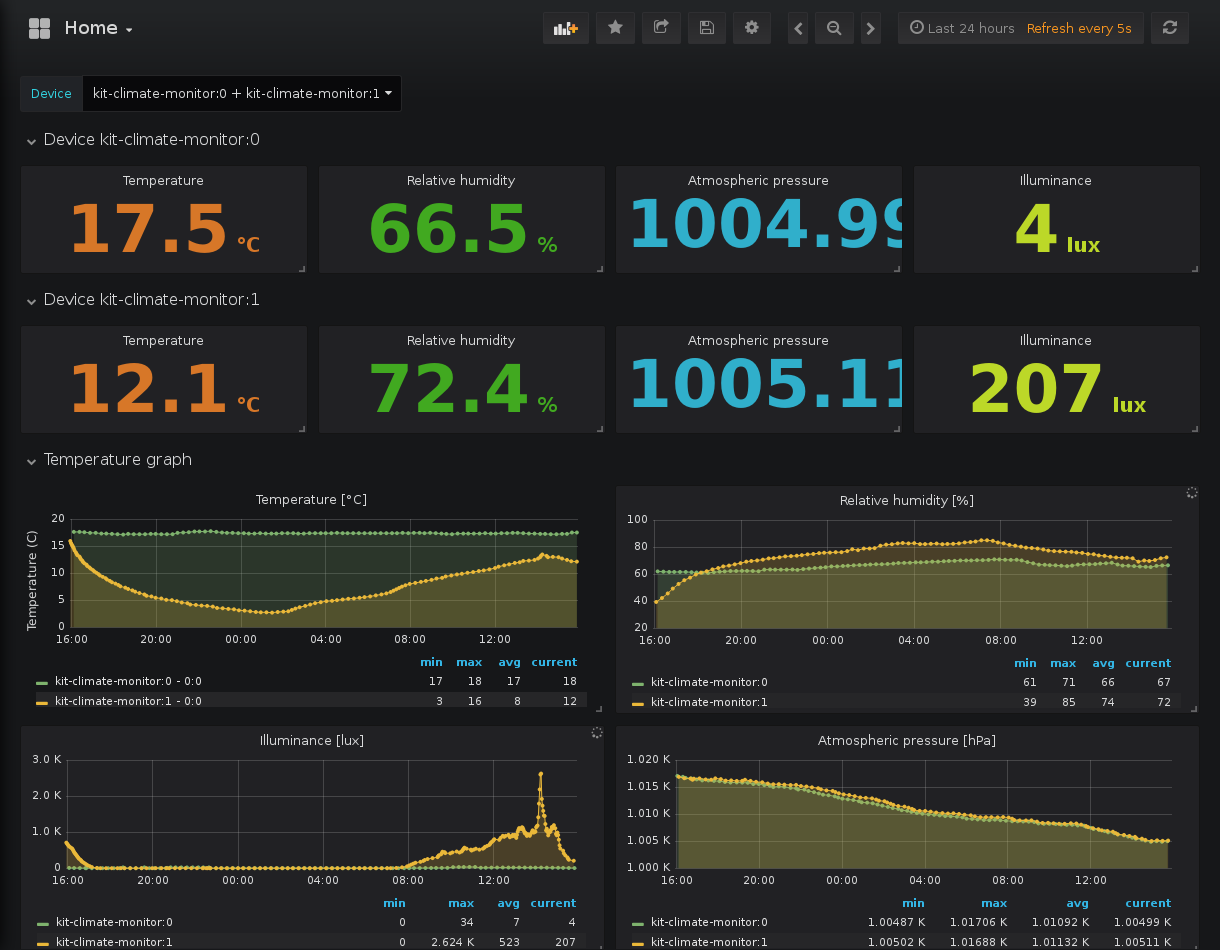 Home
Last 24 hours Refresh every 5s
Device kit-climate-monitor:0 + kit-climate-monitor:1
Device kit-climate-monitor:0
Temperature Relative humidity Atmospheric pressure Illuminance
17.5 °C 66.5 % 1004.99 4 lux
Device kit-climate-monitor:1
Temperature Relative humidity Atmospheric pressure Illuminance
12.1 °C 72.4 % 1005.11 207 lux
Temperature graph
Temperature [°C]
Temperature (C)
20
15
10
5
0
16:00 20:00 00:00 04:00 08:00 12:00
min max avg current
kit-climate-monitor:0 - 0:0 17 18 17 18
kit-climate-monitor:1 - 0:0 3 16 8 12
Relative humidity [%]
100
80
60
40
20
16:00 20:00 00:00 04:00 08:00 12:00
min max avg current
kit-climate-monitor:0 61 71 66 67
kit-climate-monitor:1 39 85 74 72
Illuminance [lux]
3.0 K
2.0 K
1.0 K
0
16:00 20:00 00:00 04:00 08:00 12:00
min max avg current
kit-climate-monitor:0 0 34 7 4
kit-climate-monitor:1 0 2.624 K 523 207
Atmospheric pressure [hPa]
1.020 K
1.015 K
1.010 K
1.005 K
1.000 K
16:00 20:00 00:00 04:00 08:00 12:00
min max avg current
kit-climate-monitor:0 1.00487 K 1.01706 K 1.01092 K 1.00499 K
kit-climate-monitor:1 1.00502 K 1.01688 K 1.01132 K 1.00511 K